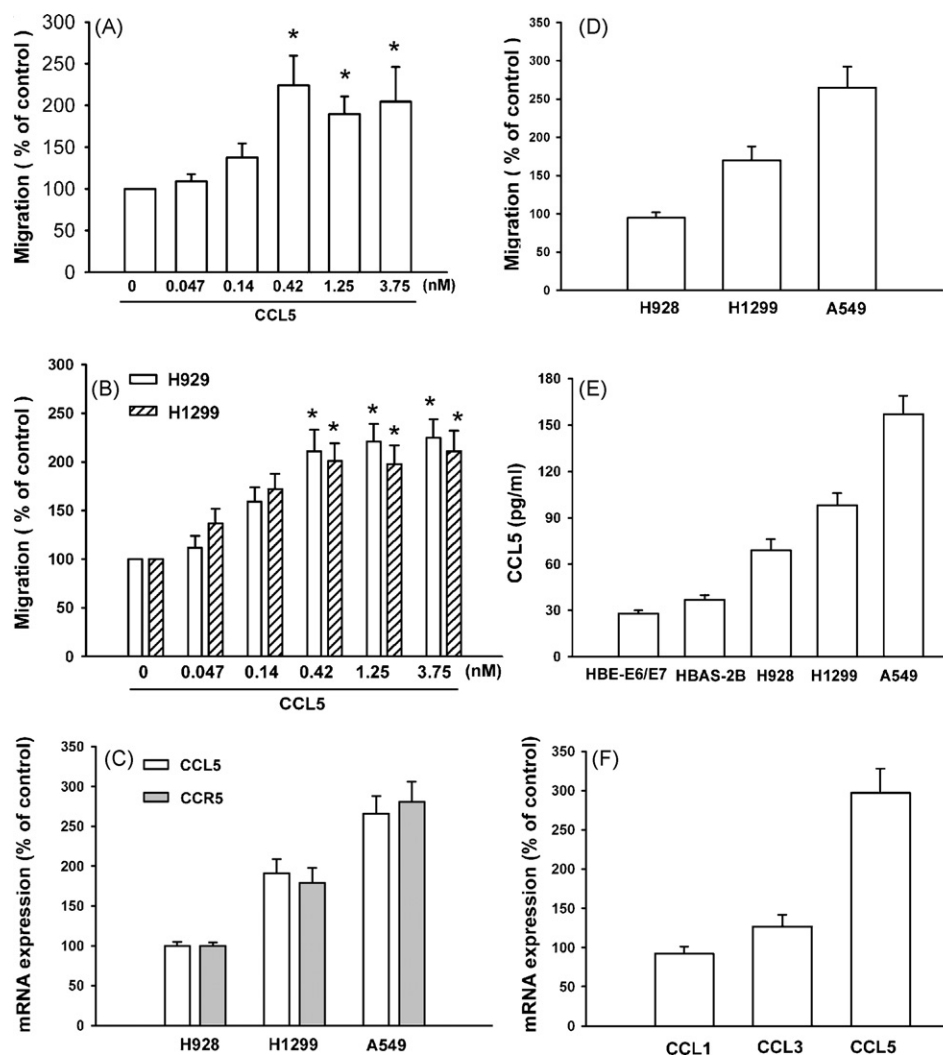 (A)
Migration ( % of control)
300
250
200
150
100
50
0
*
*
*
0 0.047 0.14 0.42 1.25 3.75 (nM)
CCL5
(D)
Migration ( % of control)
350
300
250
200
150
100
50
0
H928 H1299 A549
(B)
H929
H1299
Migration ( % of control)
300
250
200
150
100
50
0
* * * * * *
0 0.047 0.14 0.42 1.25 3.75 (nM)
CCL5
(E)
CCL5 (pg/ml)
180
150
120
90
60
30
0
HBE-E6/E7 HBAS-2B H928 H1299 A549
(C)
CCL5
CCR5
mRNA expression (% of control)
350
300
250
200
150
100
50
0
H928 H1299 A549
(F)
mRNA expression (% of control)
350
300
250
200
150
100
50
0
CCL1 CCL3 CCL5